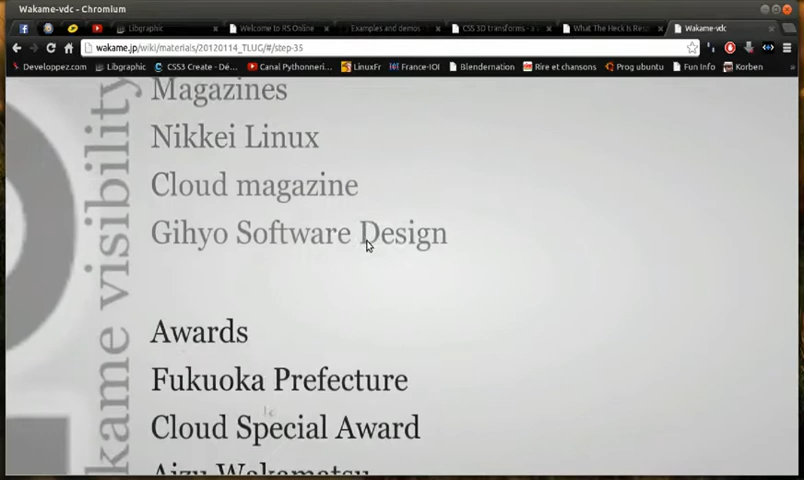 Wakame-vdc - Chromium
Libgraphic
Welcome to RS Online
Examples and demos
CSS 3D transforms - a
What The Heck Is Res
Wakame-vdc
wakame.jp/wiki/materials/20120114_TLUG/#/step-35
Developpez.com
Libgraphic
CSS3 Create - Dé...
Canal Pythonneri...
LinuxFr
France-IOI
Blendernation
Rire et chansons
Prog ubuntu
Fun Info
Korben
kame visibility
Magazines
Nikkei Linux
Cloud magazine
Gihyo Software Design
Awards
Fukuoka Prefecture
Cloud Special Award
Aizu Wakamatsu